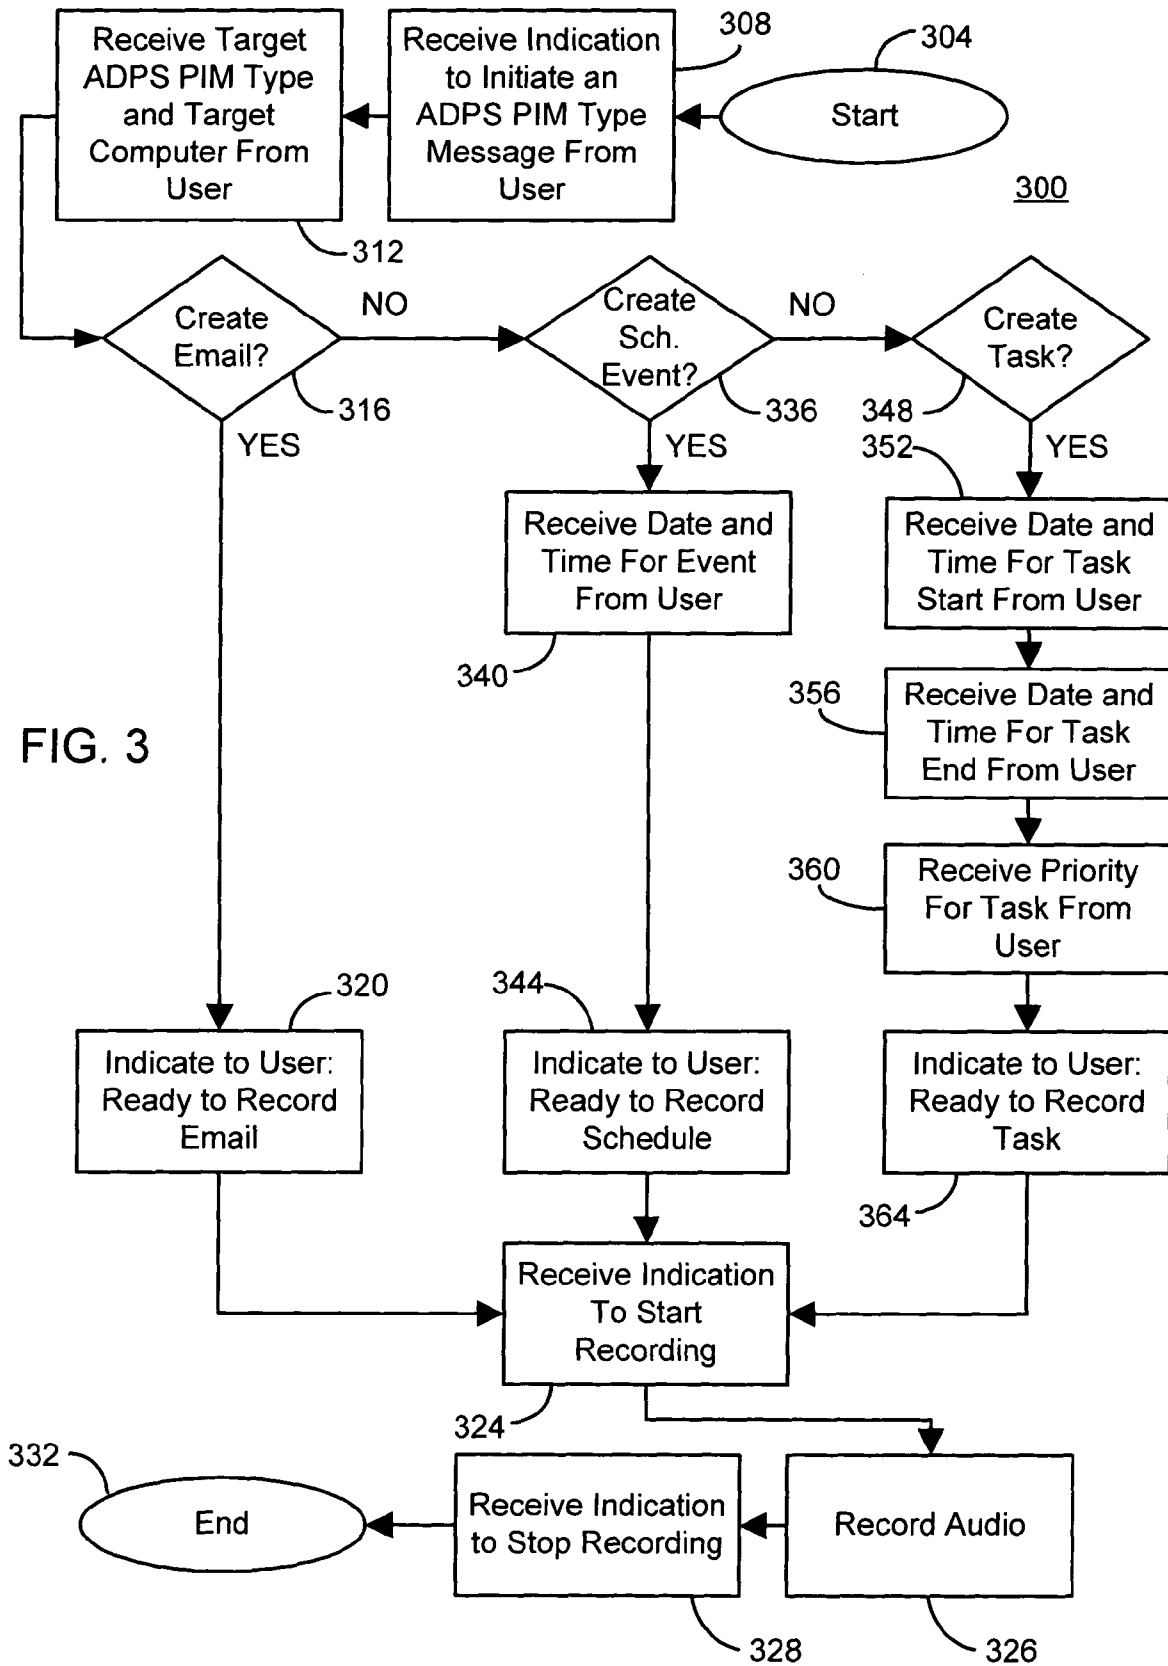 Receive Target
ADPS PIM Type
and Target
Computer From
User
312
Receive Indication
to Initiate an
ADPS PIM Type
Message From
User
308
Start
304
300
Create
Email?
316
NO
YES
Create
Sch.
Event?
336
NO
YES
Create
Task?
348
YES
352
Receive Date and
Time For Event
From User
340
Receive Date and
Time For Task
Start From User
356
Receive Date and
Time For Task
End From User
FIG. 3
360
Receive Priority
For Task From
User
320
Indicate to User:
Ready to Record
Email
344
Indicate to User:
Ready to Record
Schedule
Indicate to User:
Ready to Record
Task
364
Receive Indication
To Start
Recording
324
332
End
Receive Indication
to Stop Recording
328
Record Audio
326